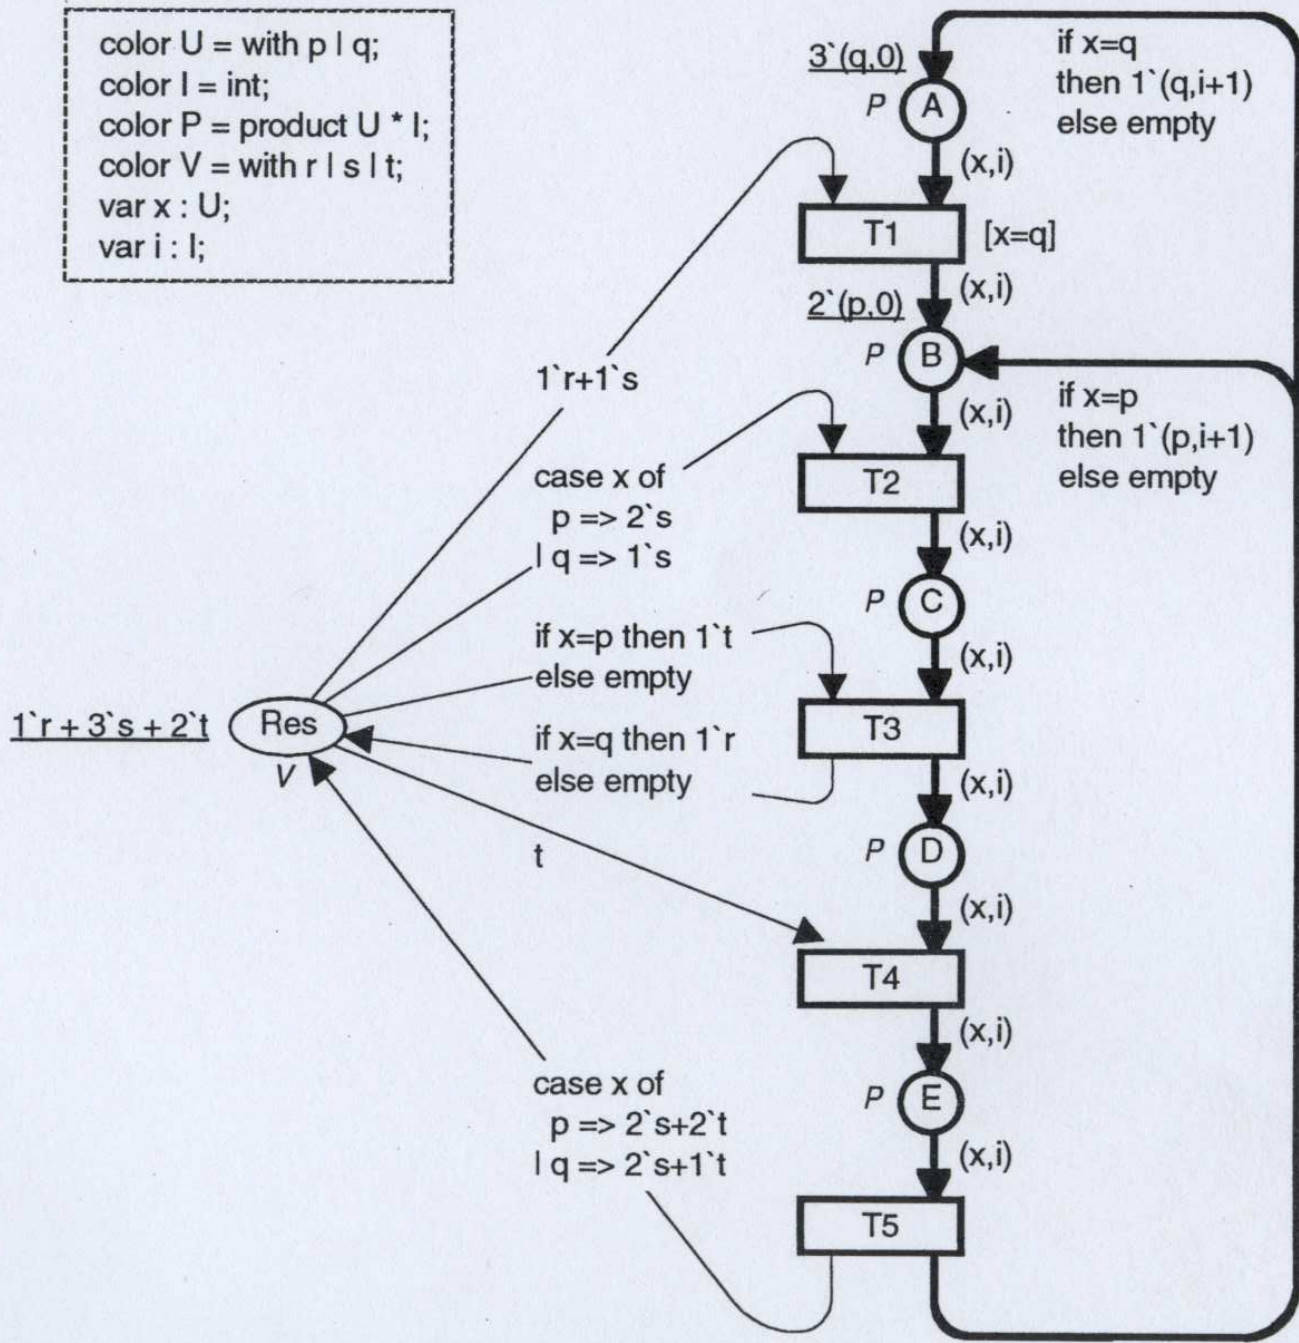 color U = with p | q;
color I = int;
color P = product U * I;
color V = with r | s | t;
var x : U;
var i : I;
3`(q,0)
P
A
if x=q
then 1`(q,i+1)
else empty
(x,i)
T1
[x=q]
(x,i)
2`(p,0)
P
B
1`r+1`s
(x,i)
if x=p
then 1`(p,i+1)
else empty
case x of
p => 2`s
| q => 1`s
T2
(x,i)
P
C
if x=p then 1`t
else empty
(x,i)
1`r + 3`s + 2`t
Res
V
if x=q then 1`r
else empty
T3
(x,i)
t
P
D
(x,i)
T4
(x,i)
case x of
p => 2`s+2`t
| q => 2`s+1`t
P
E
(x,i)
T5